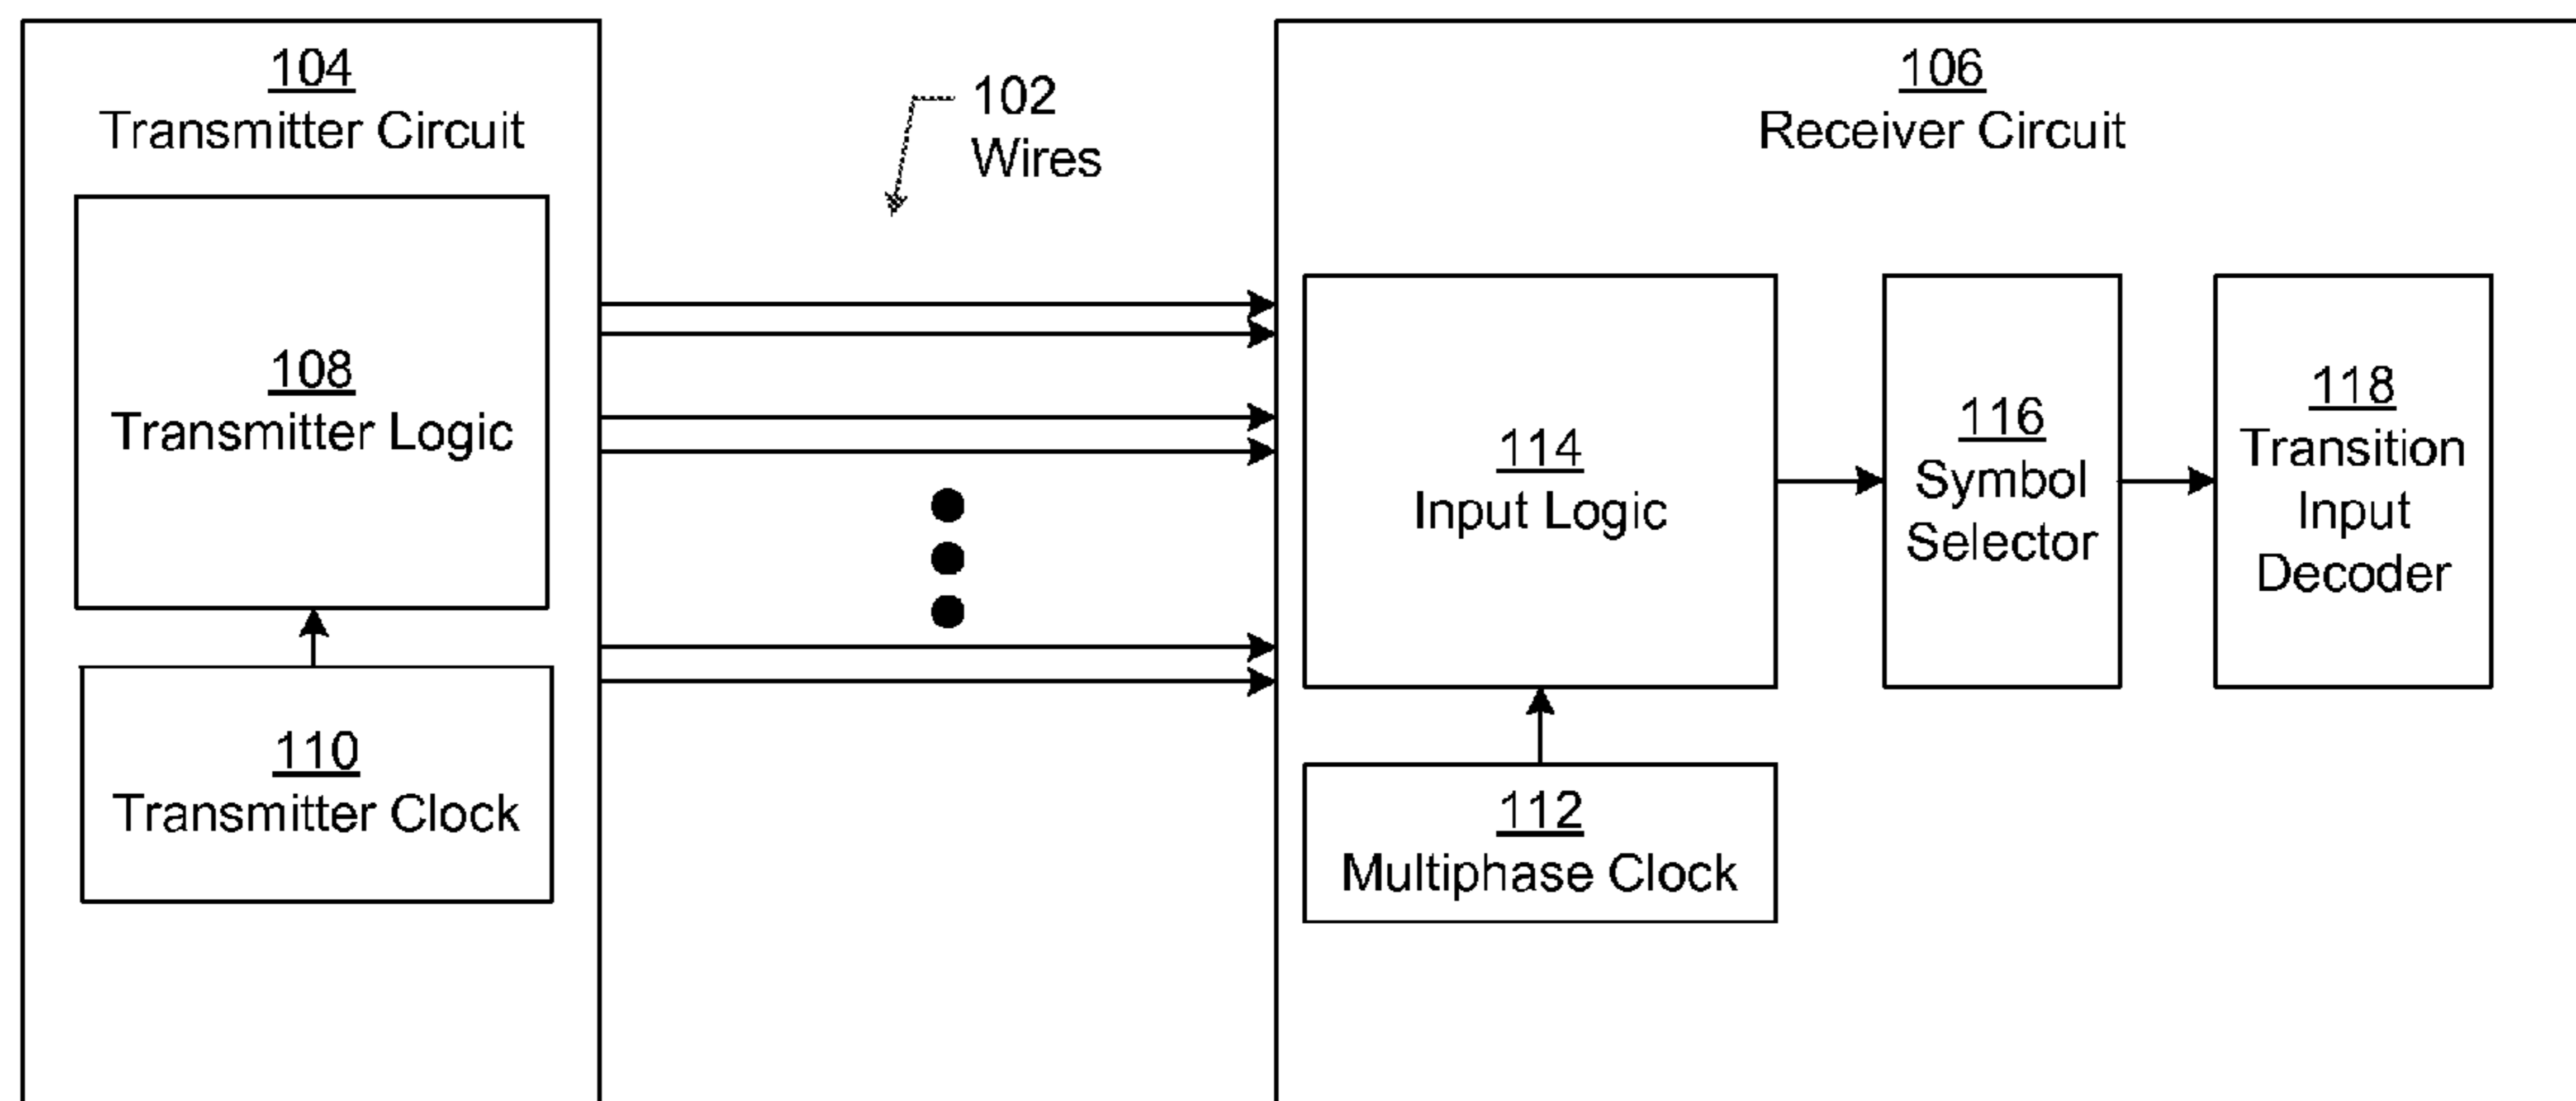 104
Transmitter Circuit
108
Transmitter Logic
110
Transmitter Clock
102
Wires
106
Receiver Circuit
114
Input Logic
112
Multiphase Clock
116
Symbol
Selector
118
Transition
Input
Decoder